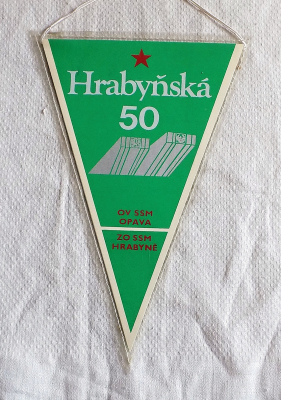 Hrabyňská
50
OV SSM
OPAVA
ZO SSM
HRABYNĚ